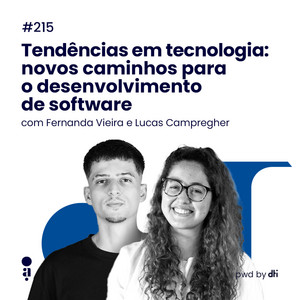 #215
Tendências em tecnologia:
novos caminhos para
o desenvolvimento
de software
com Fernanda Vieira e Lucas Campregher
pwd by dti